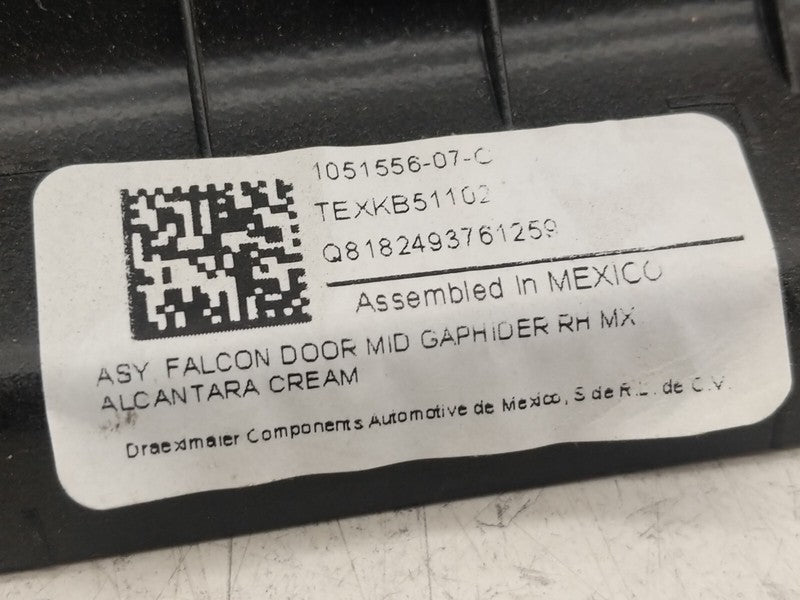 1051556-07-C
TEXKB51102
Q8182493761259
Assembled In MEXICO
ASY, FALCON DOOR MID GAPHIDER RH MX
ALCANTARA CREAM
Draexmaier Components Automotive de Mexico, S de R.L. de C.V.